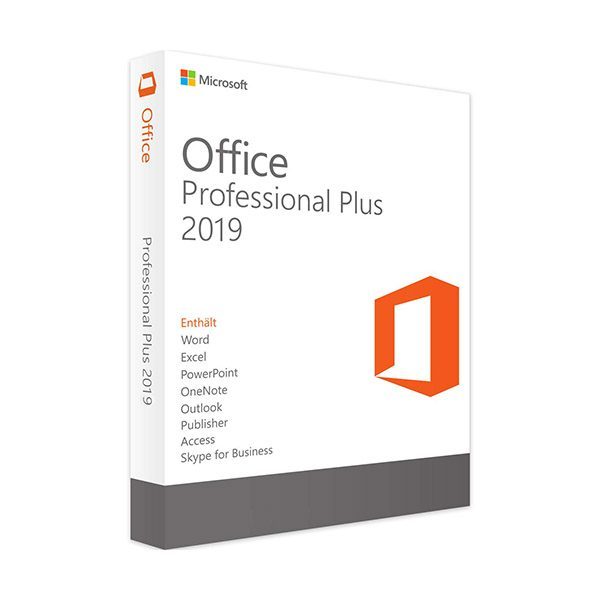 Microsoft
Office
Professional Plus
2019
Enthält
Word
Excel
PowerPoint
OneNote
Outlook
Publisher
Access
Skype for Business
Office
Professional Plus 2019